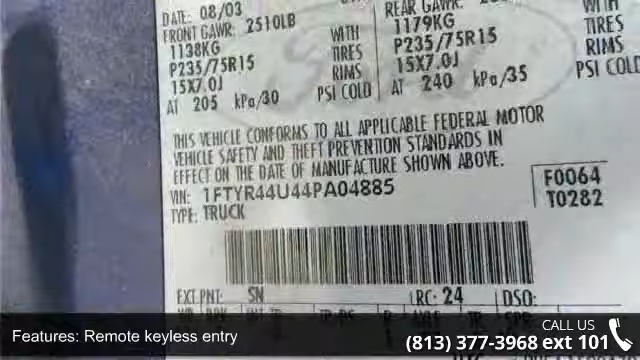 DATE: 08/03
FRONT GAWR: 2510LB
1138KG WITH
P235/75R15 TIRES
15X7.0J RIMS
AT 205 kPa/30 PSI COLD
REAR GAWR:
1179KG WITH
P235/75R15 TIRES
15X7.0J RIMS
AT 240 kPa/35 PSI COLD
THIS VEHICLE CONFORMS TO ALL APPLICABLE FEDERAL MOTOR
VEHICLE SAFETY AND THEFT PREVENTION STANDARDS IN
EFFECT ON THE DATE OF MANUFACTURE SHOWN ABOVE.
VIN: 1FTYR44U44PA04885
TYPE: TRUCK
F0064
T0282
EXT PNT: SN RC: 24 DSO:
Features: Remote keyless entry
CALL US
(813) 377-3968 ext 101